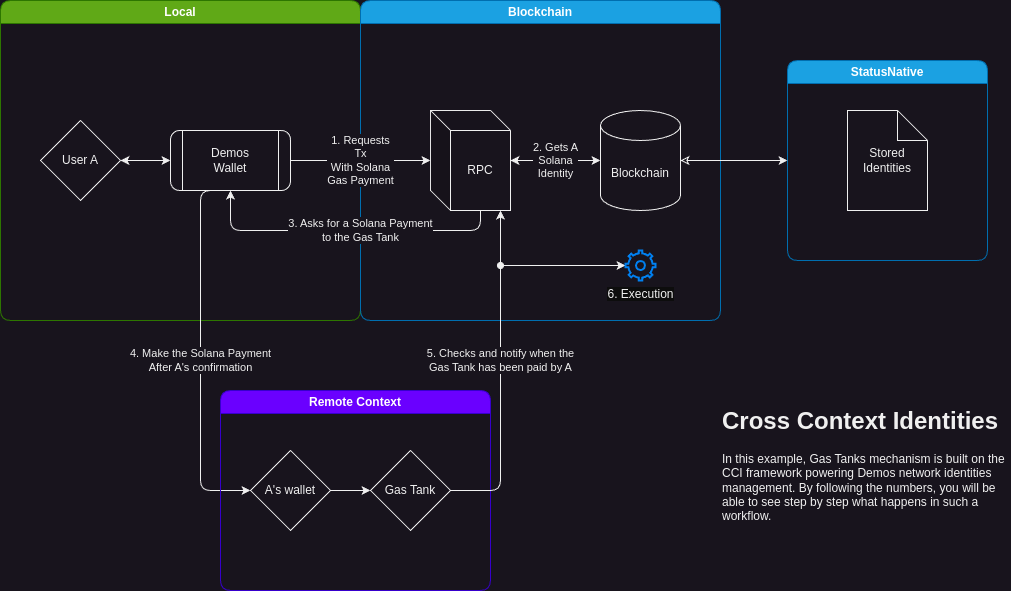 Local
Blockchain
StatusNative
User A
Demos
Wallet
1. Requests
Tx
With Solana
Gas Payment
RPC
2. Gets A
Solana
Identity
Blockchain
Stored
Identities
3. Asks for a Solana Payment
to the Gas Tank
6. Execution
4. Make the Solana Payment
After A's confirmation
5. Checks and notify when the
Gas Tank has been paid by A
Remote Context
A's wallet
Gas Tank
Cross Context Identities
In this example, Gas Tanks mechanism is built on the
CCI framework powering Demos network identities
management. By following the numbers, you will be
able to see step by step what happens in such a
workflow.